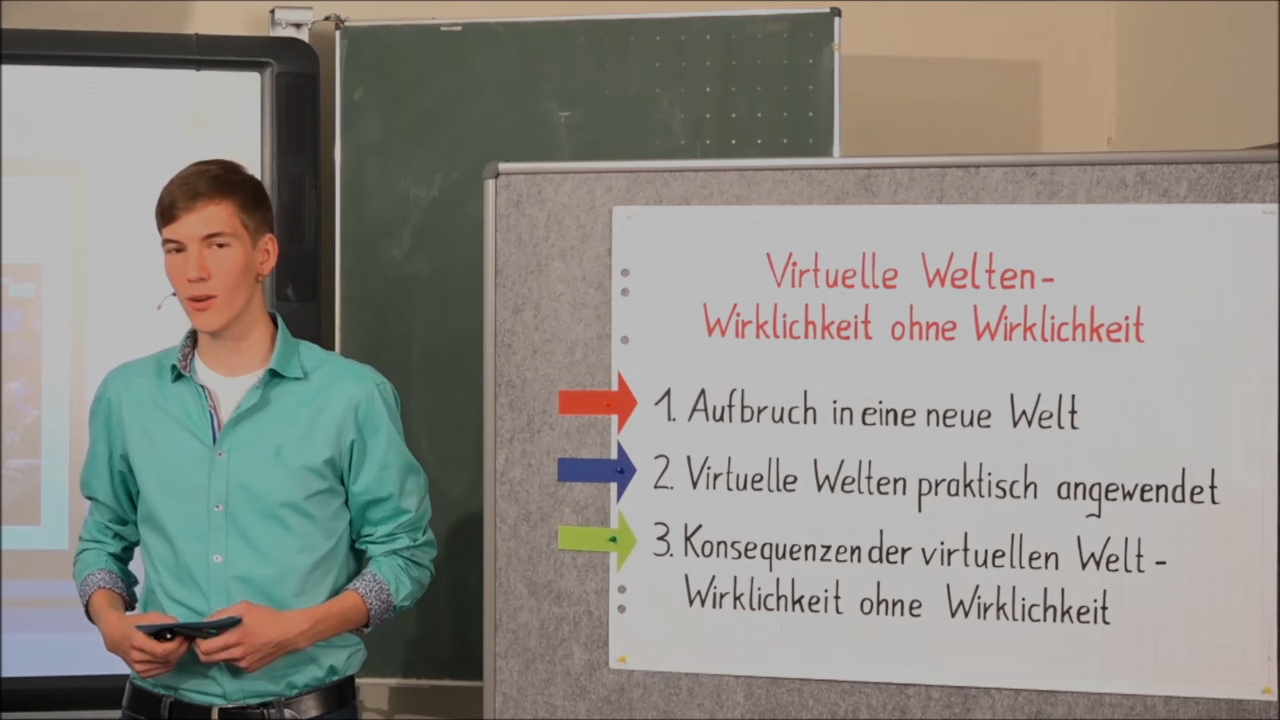 Virtuelle Welten-
Wirklichkeit ohne Wirklichkeit
1. Aufbruch in eine neue Welt
2. Virtuelle Welten praktisch angewendet
3. Konsequenzen der virtuellen Welt -
Wirklichkeit ohne Wirklichkeit